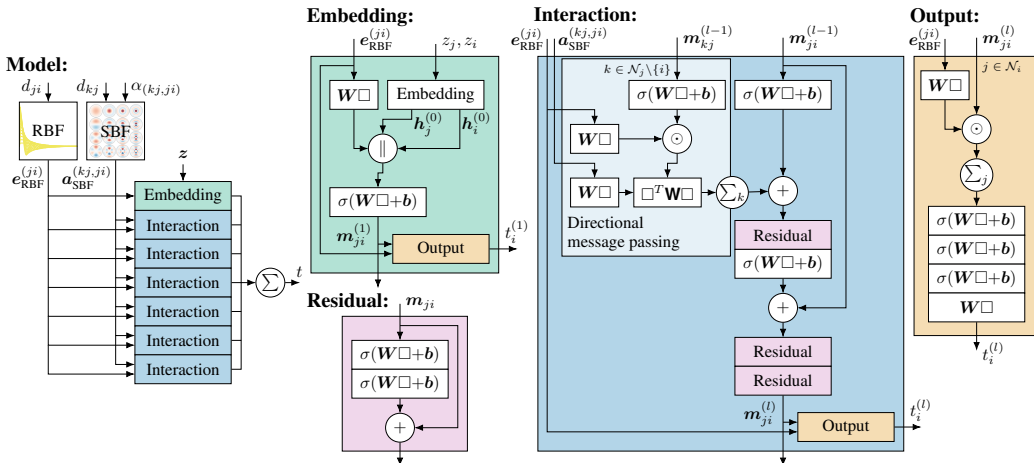 Model:
d_{ji}
d_{kj}
α_{(kj,ji)}
RBF
SBF
e_{RBF}^{(ji)}
a_{SBF}^{(kj,ji)}
z
Embedding
Interaction
Interaction
Interaction
Interaction
Interaction
Interaction
∑
t
Embedding:
e_{RBF}^{(ji)}
z_j, z_i
W□
Embedding
h_j^{(0)}
h_i^{(0)}
||
σ(W□+b)
m_{ji}^{(1)}
Output
t_i^{(1)}
Residual:
m_{ji}
σ(W□+b)
σ(W□+b)
+
Interaction:
e_{RBF}^{(ji)}
a_{SBF}^{(kj,ji)}
m_{kj}^{(l-1)}
m_{ji}^{(l-1)}
k ∈ N_j\{i}
σ(W□+b)
σ(W□+b)
W□
⊙
W□
□^T W□
∑_k
+
Directional
message passing
Residual
σ(W□+b)
+
Residual
Residual
m_{ji}^{(l)}
Output
t_i^{(l)}
Output:
e_{RBF}^{(ji)}
m_{ji}^{(l)}
j ∈ N_i
W□
⊙
∑_j
σ(W□+b)
σ(W□+b)
σ(W□+b)
W□
t_i^{(l)}